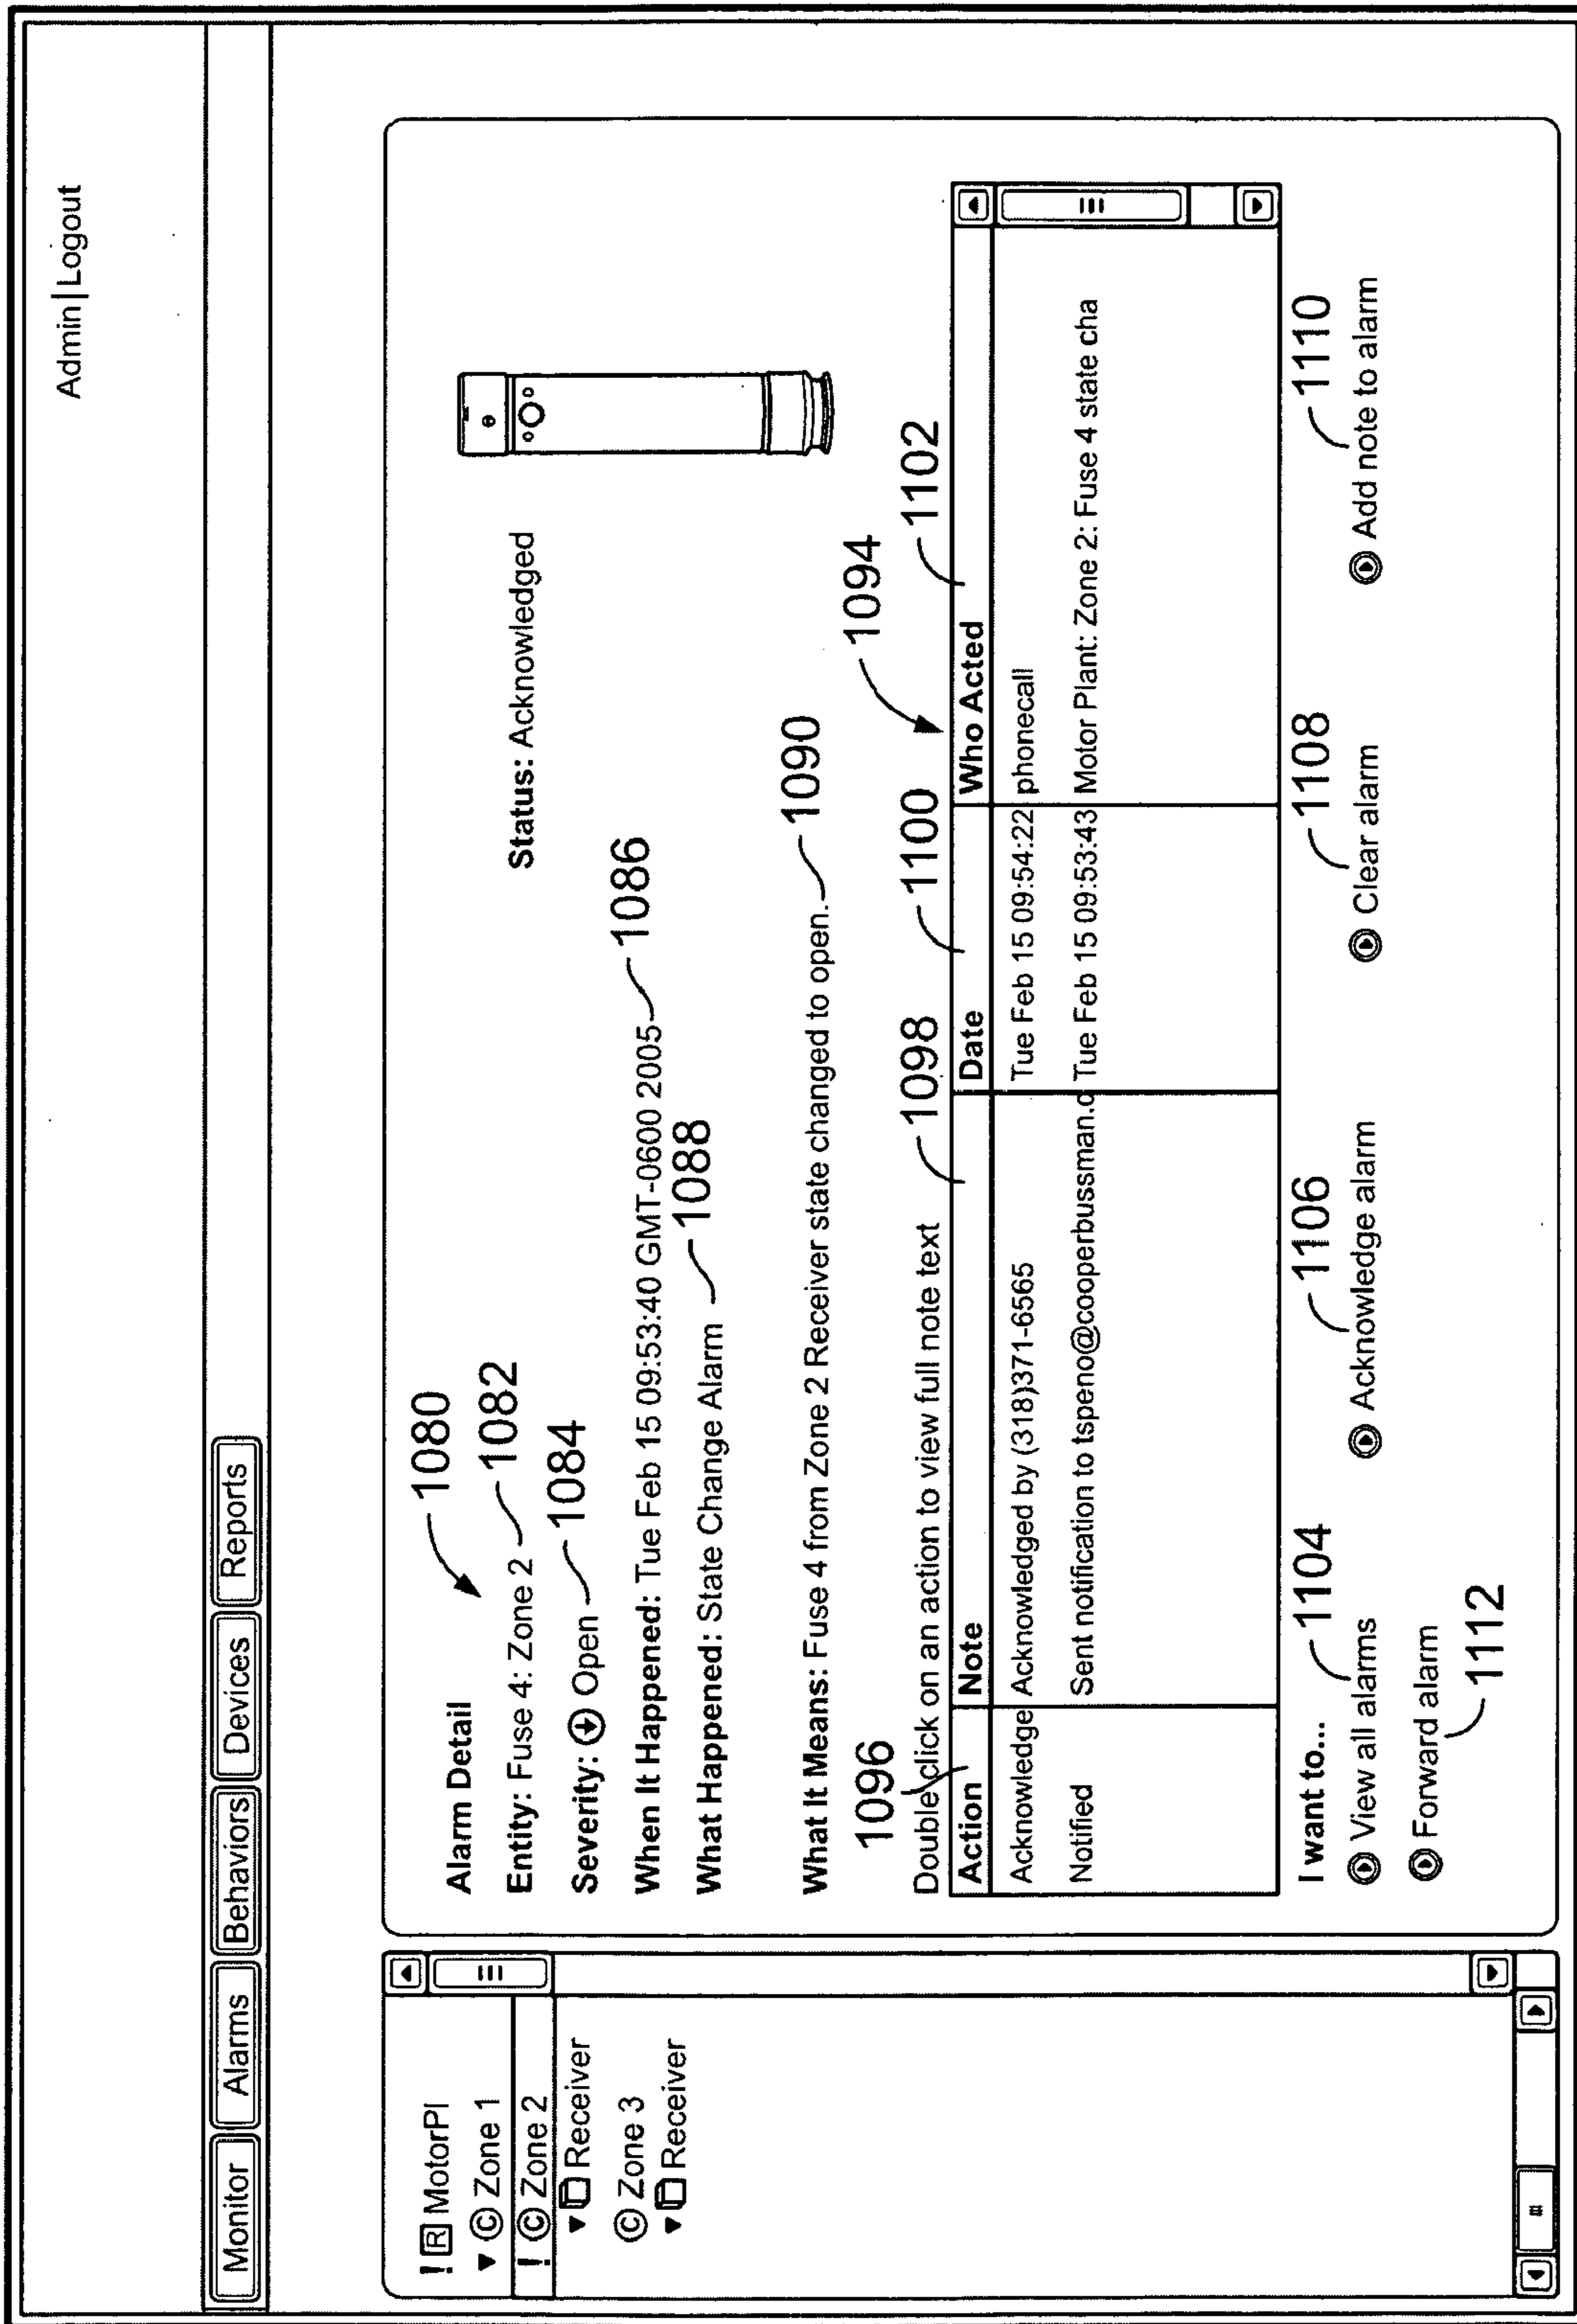 Admin|Logout
Monitor Alarms Behaviors Devices Reports
! R MotorPl
C Zone 1
! C Zone 2
Receiver
C Zone 3
Receiver
Alarm Detail 1080
Entity: Fuse 4: Zone 2 1082
Status: Acknowledged
Severity: Open 1084
When It Happened: Tue Feb 15 09:53:40 GMT-0600 2005 1086
What Happened: State Change Alarm 1088
What It Means: Fuse 4 from Zone 2 Receiver state changed to open. 1090
1094
1096 1098 1100 1102
Double click on an action to view full note text
Action Note Date Who Acted
Acknowledge Acknowledged by (318)371-6565 Tue Feb 15 09:54:22 phonecall
Notified Sent notification to tspeno@cooperbussman.c Tue Feb 15 09:53:43 Motor Plant: Zone 2: Fuse 4 state cha
I want to... 1104 1106 1108 1110
View all alarms Acknowledge alarm Clear alarm Add note to alarm
Forward alarm
1112